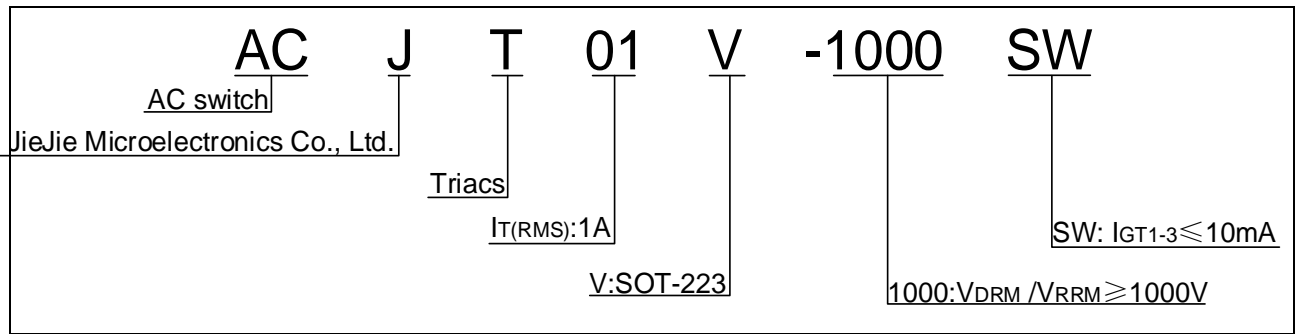 AC J T 01 V -1000 SW
AC switch
JieJie Microelectronics Co., Ltd.
Triacs
IT(RMS):1A
SW: IGT1-3≤10mA
V:SOT-223
1000:VDRM /VRRM≥1000V